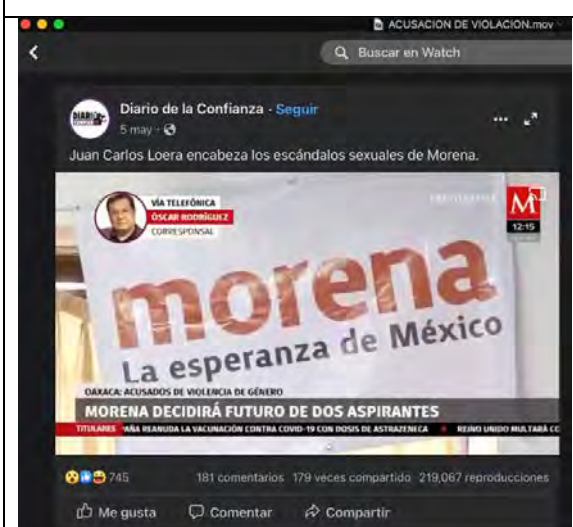 ACUSACION DE VIOLACION.mov
Buscar en Watch
Diario de la Confianza · Seguir
5 may ·
Juan Carlos Loera encabeza los escándalos sexuales de Morena.
VÍA TELEFÓNICA
ÓSCAR RODRÍGUEZ
CORRESPONSAL
M
12:15
morena
La esperanza de México
OAXACA: ACUSADOS DE VIOLENCIA DE GÉNERO
MORENA DECIDIRÁ FUTURO DE DOS ASPIRANTES
TITULARES AÑA REANUDA LA VACUNACIÓN CONTRA COVID-19 CON DOSIS DE ASTRAZENECA REINO UNIDO MULTARÁ CO
745 181 comentarios 179 veces compartido 219,067 reproducciones
Me gusta Comentar Compartir